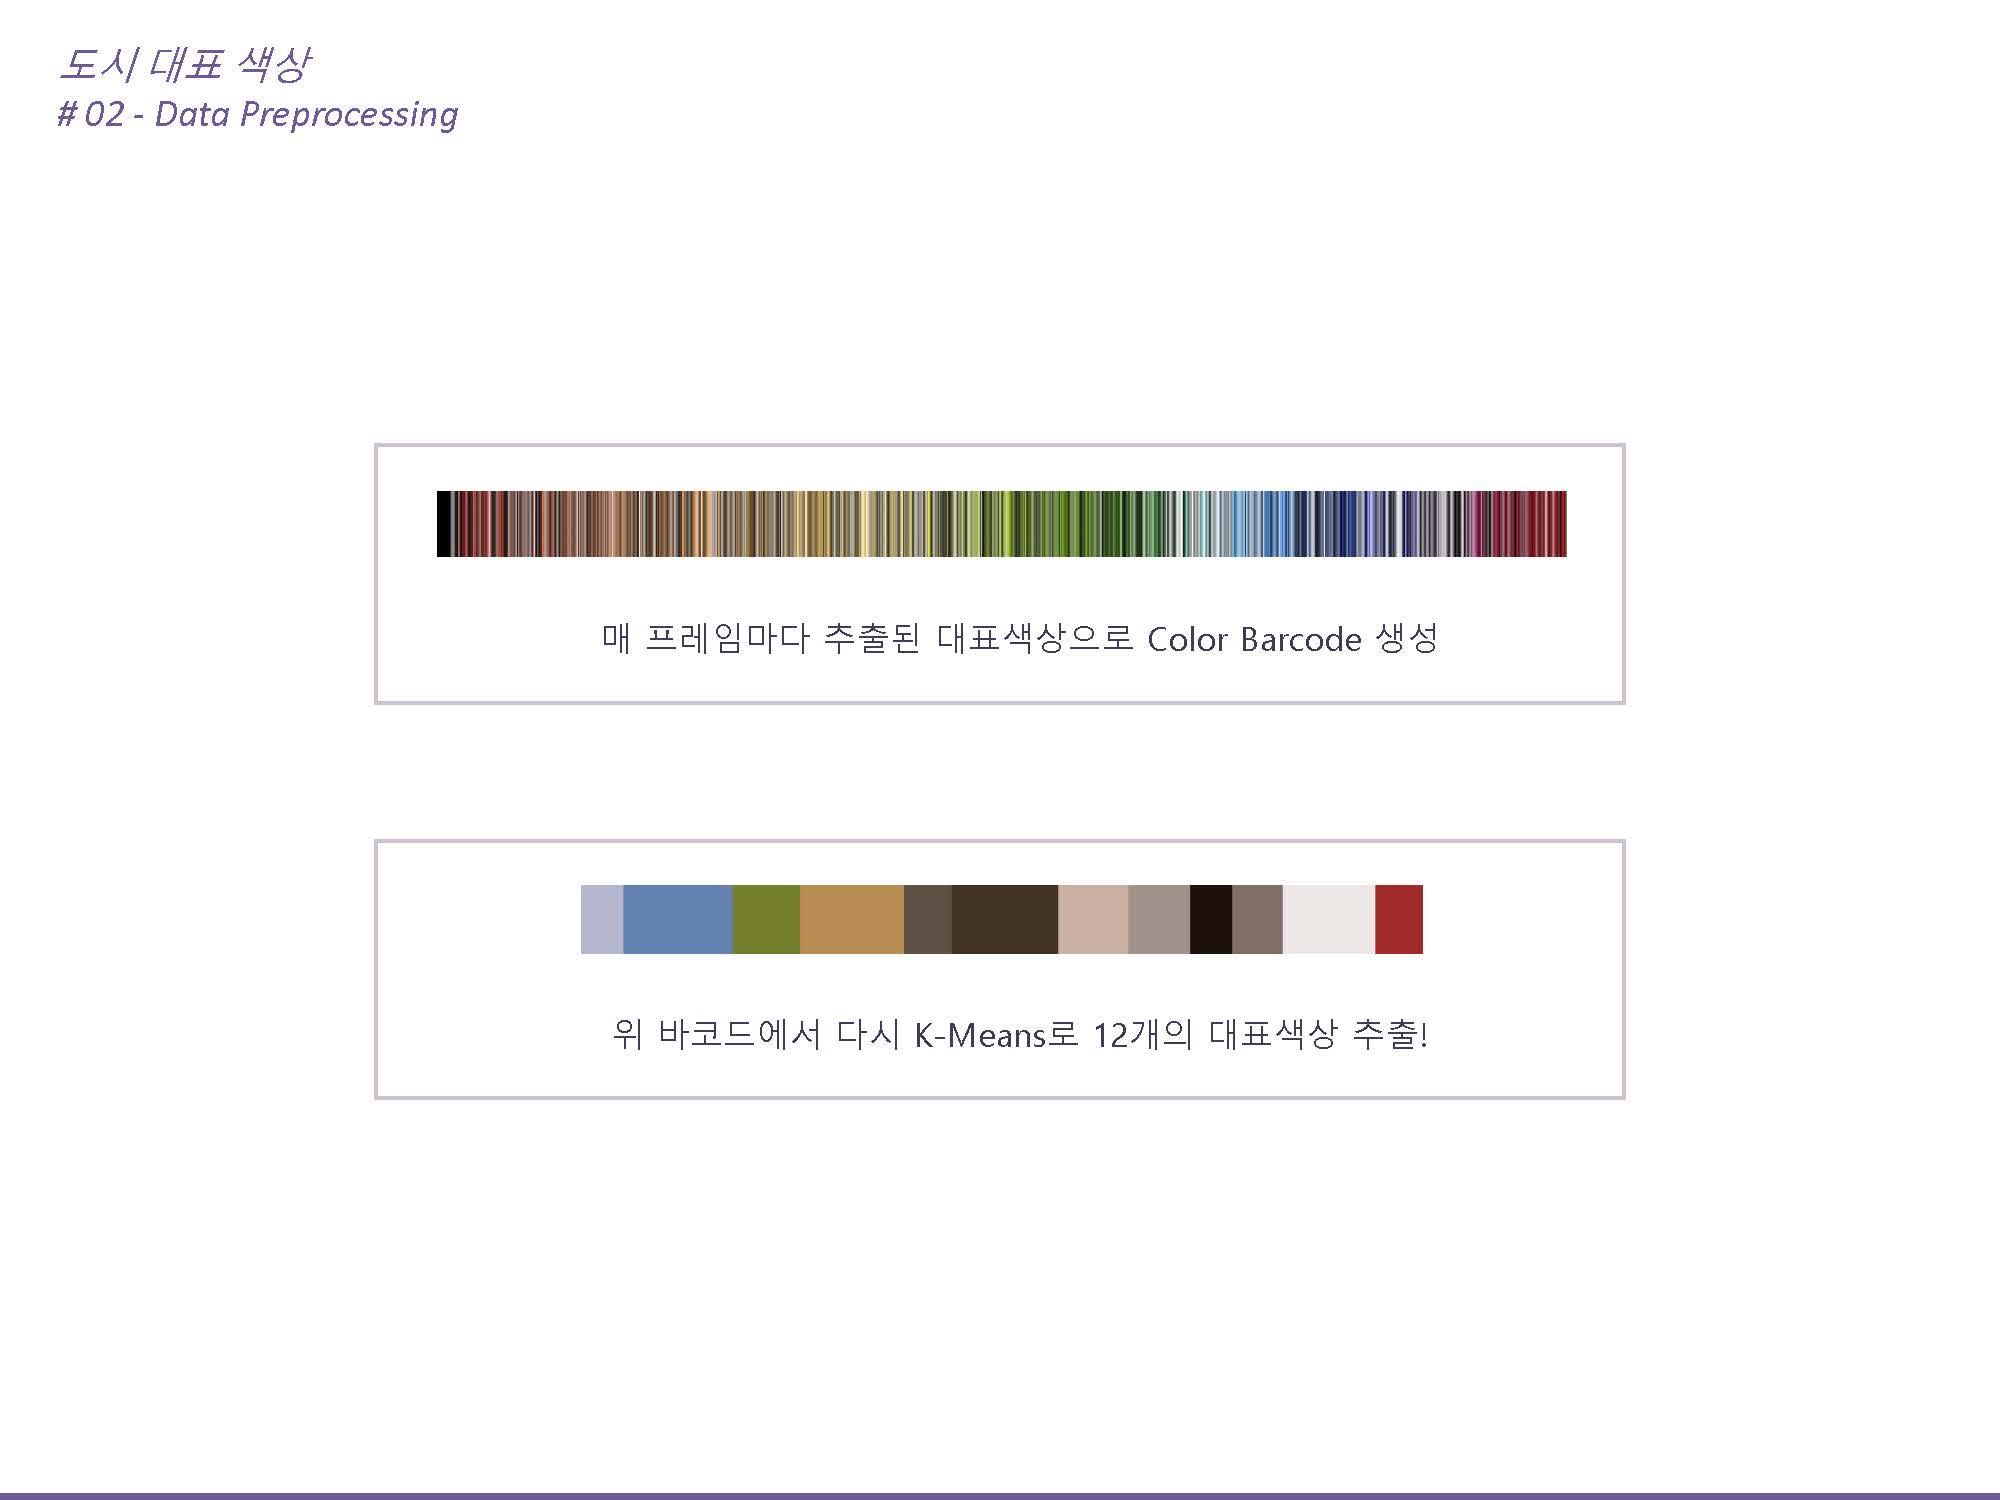 도시 대표 색상
# 02 - Data Preprocessing
매 프레임마다 추출된 대표색상으로 Color Barcode 생성
위 바코드에서 다시 K-Means로 12개의 대표색상 추출!